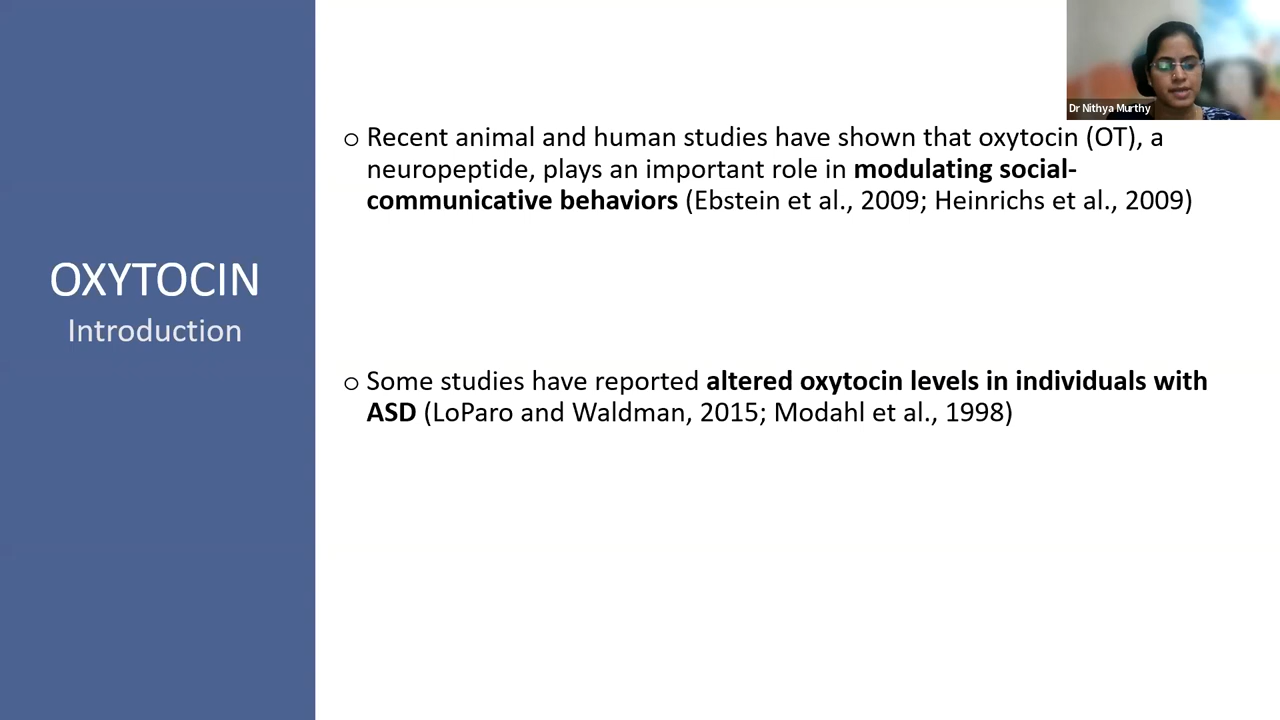 OXYTOCIN
Introduction
○ Recent animal and human studies have shown that oxytocin (OT), a
neuropeptide, plays an important role in modulating social-
communicative behaviors (Ebstein et al., 2009; Heinrichs et al., 2009)
○ Some studies have reported altered oxytocin levels in individuals with
ASD (LoParo and Waldman, 2015; Modahl et al., 1998)
Dr Nithya Murthy